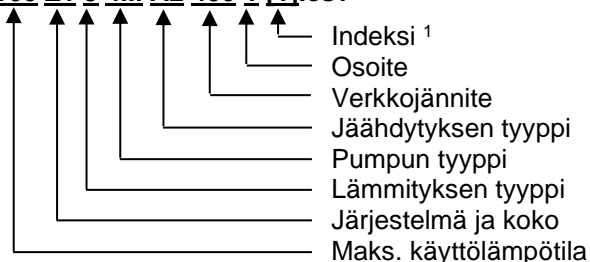 Indeksi ¹
Osoite
Verkkojännite
Jäähdytyksen tyyppi
Pumpun tyyppi
Lämmityksen tyyppi
Järjestelmä ja koko
Maks. käyttölämpötila